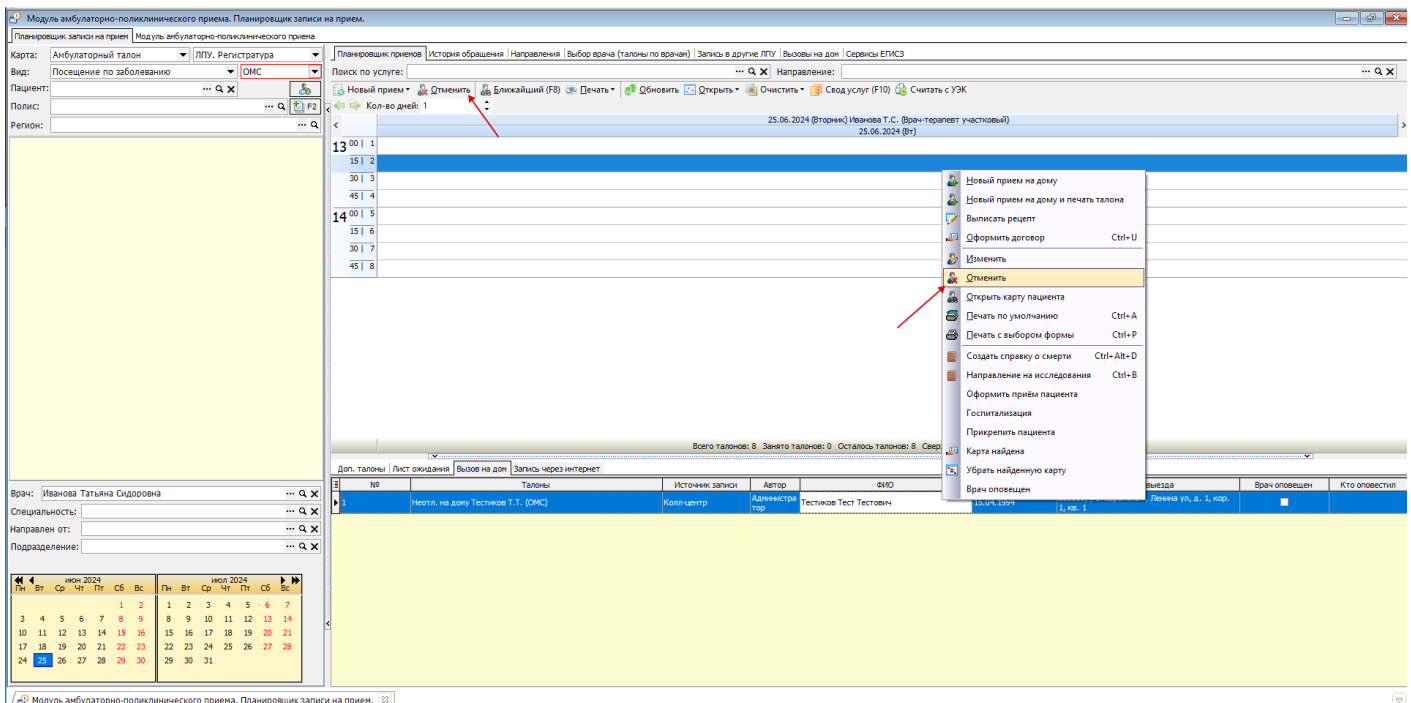 Модуль амбулаторно-поликлинического приема. Планировщик записи на прием.
Планировщик записи на прием Модуль амбулаторно-поликлинического приема
Карта: Амбулаторный талон ЛПУ. Регистратура
Вид: Посещение по заболеванию ОМС
Пациент:
Полис: F2
Регион:
Планировщик приемов История обращения Направления Выбор врача (талоны по врачам) Запись в другие ЛПУ Вызовы на дом Сервисы ЕГИСЗ
Поиск по услуге: Направление:
Новый прием Отменить Ближайший (F8) Печать Обновить Открыть Очистить Свод услуг (F10) Считать с УЭК
Кол-во дней: 1
25.06.2024 (Вторник) Иванова Т.С. (Врач-терапевт участковый)
25.06.2024 (Вт)
13 00 | 1
15 | 2
30 | 3
45 | 4
14 00 | 5
15 | 6
30 | 7
45 | 8
Новый прием на дому
Новый прием на дому и печать талона
Выписать рецепт
Оформить договор Ctrl+U
Изменить
Отменить
Открыть карту пациента
Печать по умолчанию Ctrl+A
Печать с выбором формы Ctrl+P
Создать справку о смерти Ctrl+Alt+D
Направление на исследования Ctrl+B
Оформить приём пациента
Госпитализация
Прикрепить пациента
Карта найдена
Убрать найденную карту
Врач оповещен
Всего талонов: 8 Занято талонов: 0 Осталось талонов: 8
Доп. талоны Лист ожидания Вызов на дом Запись через интернет
№ Талоны Источник записи Автор ФИО выезда Врач оповещен Кто оповестил
1 Неотл. на дому Тестиков Т.Т. (ОМС) Колл-центр Администратор Тестиков Тест Тестович 15.04.1994 Ленина ул, д. 1, кор. 1, кв. 1
Врач: Иванова Татьяна Сидоровна
Специальность:
Направлен от:
Подразделение:
июн 2024 июл 2024
Пн Вт Ср Чт Пт Сб Вс Пн Вт Ср Чт Пт Сб Вс
1 2 1 2 3 4 5 6 7
3 4 5 6 7 8 9 8 9 10 11 12 13 14
10 11 12 13 14 15 16 15 16 17 18 19 20 21
17 18 19 20 21 22 23 22 23 24 25 26 27 28
24 25 26 27 28 29 30 29 30 31
Модуль амбулаторно-поликлинического приема. Планировщик записи на прием.